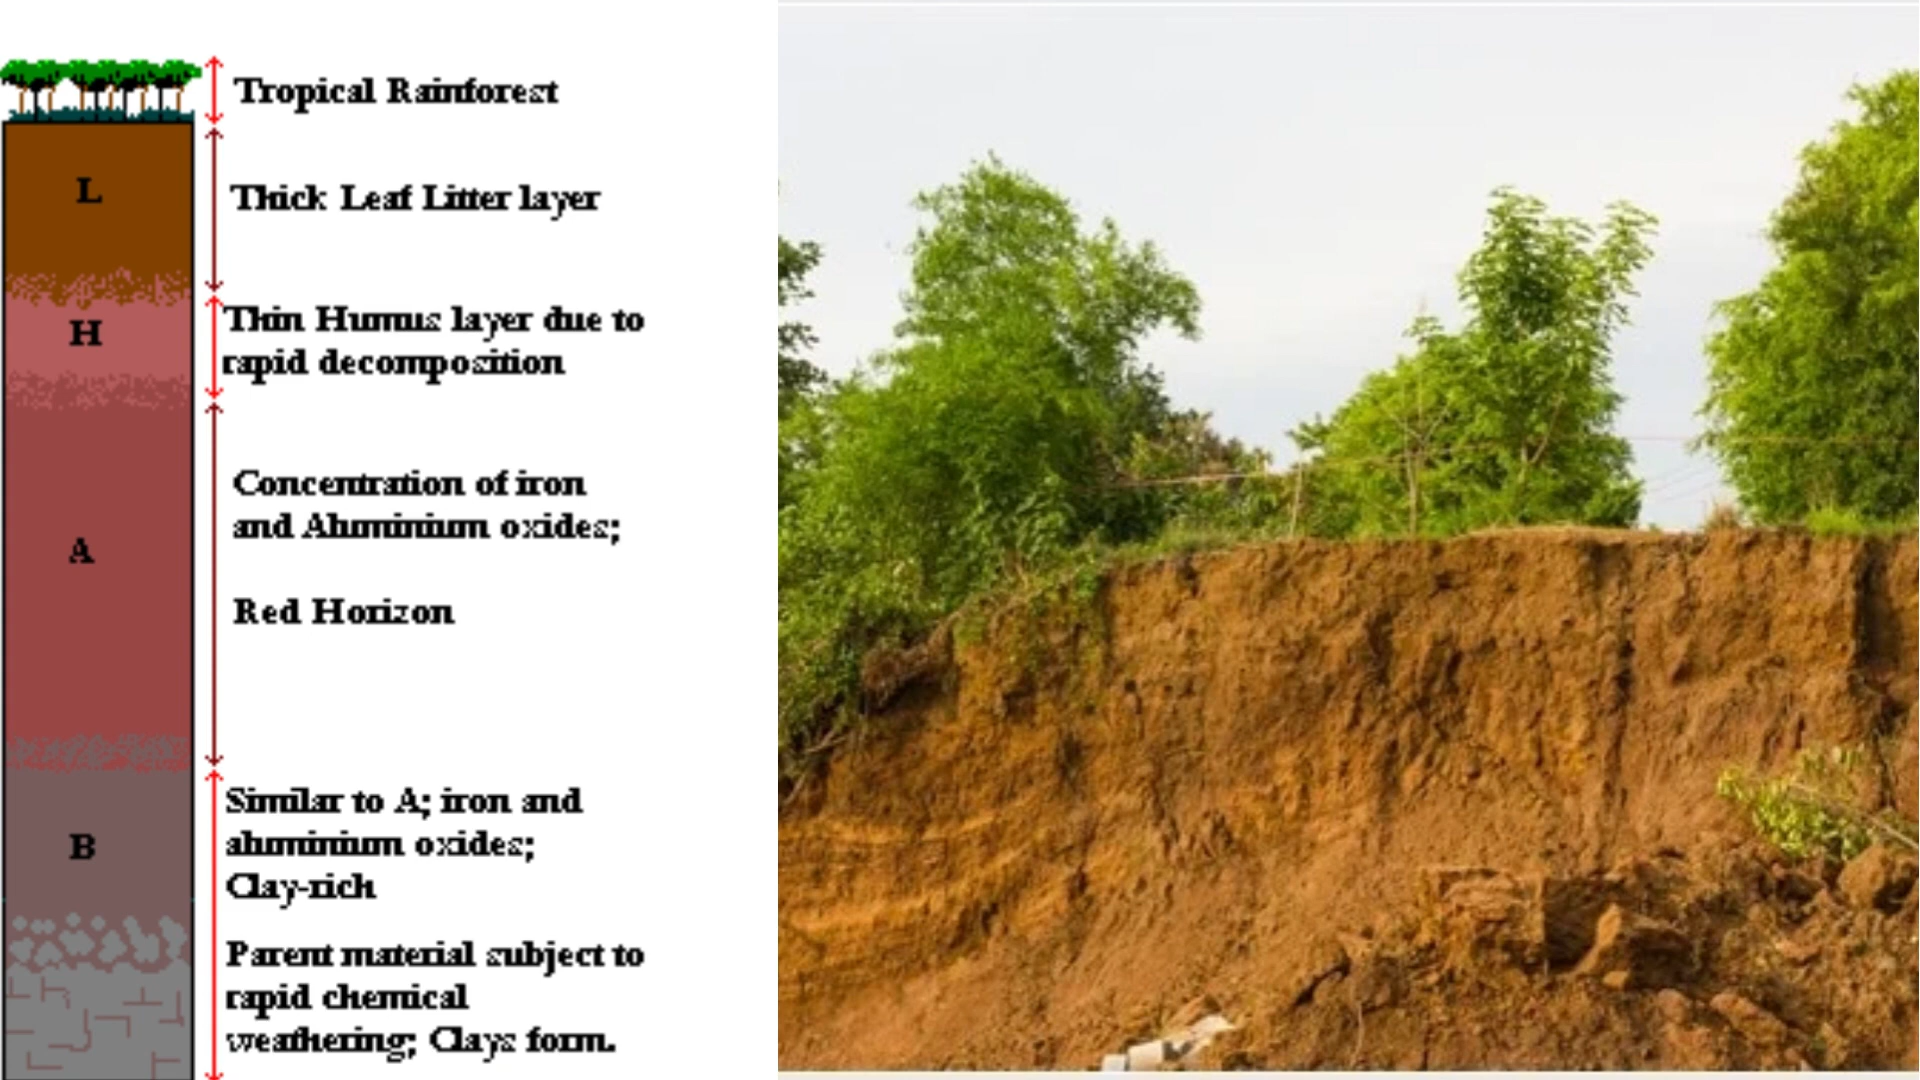 Tropical Rainforest
L
Thick Leaf Litter layer
H
Thin Humus layer due to
rapid decomposition
Concentration of iron
and Aluminium oxides;
A
Red Horizon
Similar to A; iron and
aluminium oxides;
B
Clay-rich
Parent material subject to
rapid chemical
weathering; Clays form.